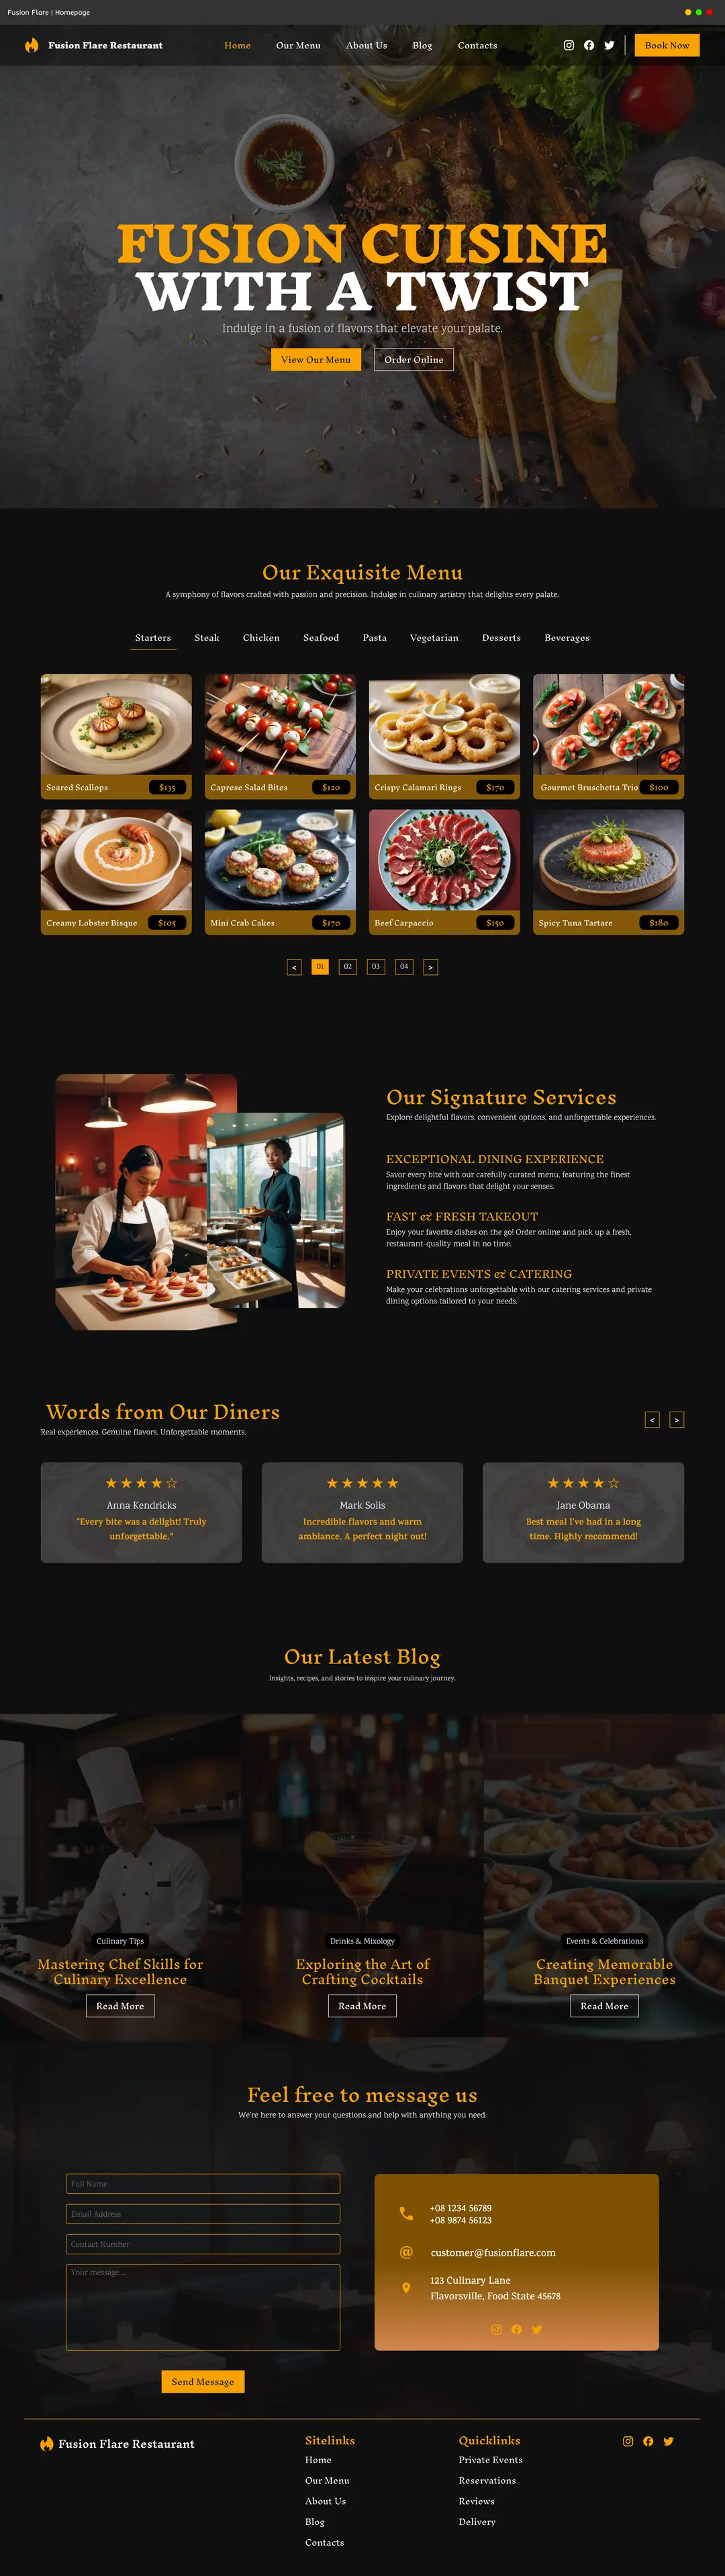 Fusion Flare | Homepage
Fusion Flare Restaurant
Home
Our Menu
About Us
Blog
Contacts
Book Now
FUSION CUISINE
WITH A TWIST
Indulge in a fusion of flavors that elevate your palate.
View Our Menu
Order Online
Our Exquisite Menu
A symphony of flavors crafted with passion and precision. Indulge in culinary artistry that delights every palate.
Starters
Steak
Chicken
Seafood
Pasta
Vegetarian
Desserts
Beverages
Seared Scallops
$135
Caprese Salad Bites
$120
Crispy Calamari Rings
$170
Gourmet Bruschetta Trio
$100
Creamy Lobster Bisque
$105
Mini Crab Cakes
$170
Beef Carpaccio
$150
Spicy Tuna Tartare
$180
<
01
02
03
04
>
Our Signature Services
Explore delightful flavors, convenient options, and unforgettable experiences.
EXCEPTIONAL DINING EXPERIENCE
Savor every bite with our carefully curated menu, featuring the finest
ingredients and flavors that delight your senses.
FAST & FRESH TAKEOUT
Enjoy your favorite dishes on the go! Order online and pick up a fresh,
restaurant-quality meal in no time.
PRIVATE EVENTS & CATERING
Make your celebrations unforgettable with our catering services and private
dining options tailored to your needs.
Words from Our Diners
Real experiences. Genuine flavors. Unforgettable moments.
<
>
Anna Kendricks
"Every bite was a delight! Truly
unforgettable."
Mark Solis
Incredible flavors and warm
ambiance. A perfect night out!
Jane Obama
Best meal I've had in a long
time. Highly recommend!
Our Latest Blog
Insights, recipes, and stories to inspire your culinary journey.
Culinary Tips
Mastering Chef Skills for
Culinary Excellence
Read More
Drinks & Mixology
Exploring the Art of
Crafting Cocktails
Read More
Events & Celebrations
Creating Memorable
Banquet Experiences
Read More
Feel free to message us
We're here to answer your questions and help with anything you need.
Full Name
Email Address
Contact Number
Your message....
Send Message
+08 1234 56789
+08 9874 56123
customer@fusionflare.com
123 Culinary Lane
Flavorsville, Food State 45678
Fusion Flare Restaurant
Sitelinks
Home
Our Menu
About Us
Blog
Contacts
Quicklinks
Private Events
Reservations
Reviews
Delivery